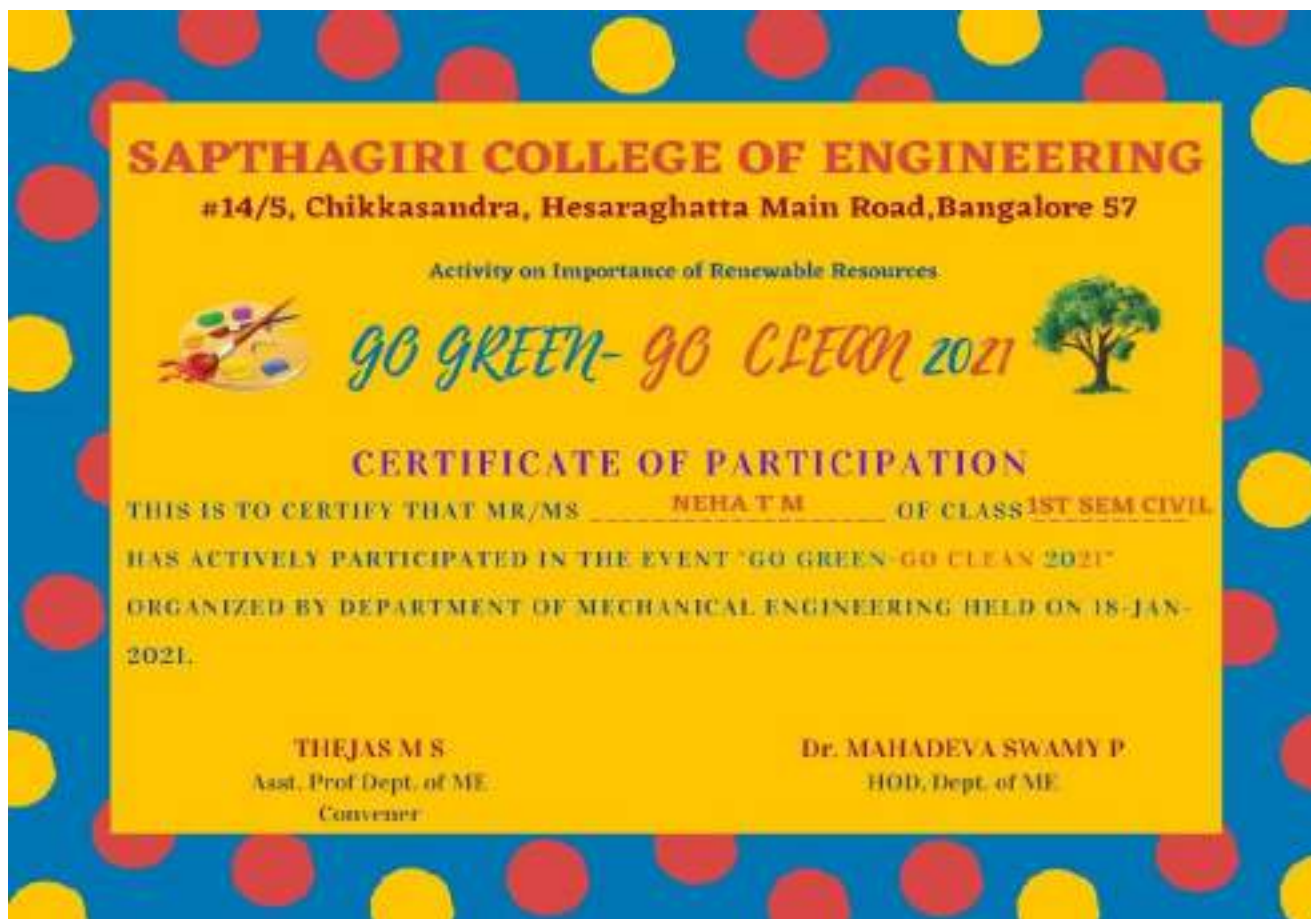 SAPTHAGIRI COLLEGE OF ENGINEERING
#14/5, Chikkasandra, Hesaraghatta Main Road,Bangalore 57
Activity on Importance of Renewable Resources
GO GREEN- GO CLEAN 2021
CERTIFICATE OF PARTICIPATION
THIS IS TO CERTIFY THAT MR/MS NEHA T M OF CLASS 1ST SEM CIVIL
HAS ACTIVELY PARTICIPATED IN THE EVENT "GO GREEN-GO CLEAN 2021"
ORGANIZED BY DEPARTMENT OF MECHANICAL ENGINEERING HELD ON 18-JAN-
2021.
THEJAS M S
Asst. Prof Dept. of ME
Convener
Dr. MAHADEVA SWAMY P
HOD, Dept. of ME